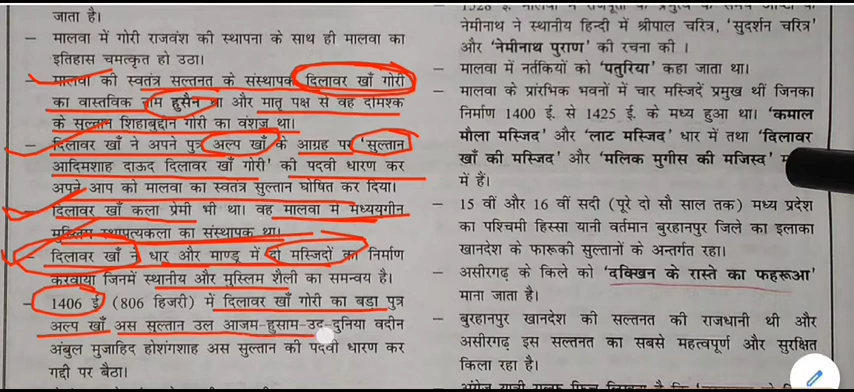 जाता है।
– मालवा में गोरी राजवंश की स्थापना के साथ ही मालवा का
इतिहास चमत्कृत हो उठा।
– मालवा की स्वतंत्र सल्तनत के संस्थापक दिलावर खाँ गोरी
का वास्तविक नाम हुसैन था और मातृ पक्ष से वह दमिश्क
के सुल्तान शिहाबुद्दान गोरी का वंशज था।
– दिलावर खाँ ने अपने पुत्र अल्प खाँ के आग्रह पर 'सुल्तान
आदिमशाह दाऊद दिलावर खाँ गोरी' की पदवी धारण कर
अपने आप को मालवा का स्वतंत्र सुल्तान घोषित कर दिया।
– दिलावर खाँ कला प्रेमी भी था। वह मालवा में मध्ययुगीन
मुस्लिम स्थापत्यकला का संस्थापक था।
– दिलावर खाँ ने धार और माण्डू में दो मस्जिदों का निर्माण
करवाया जिनमें स्थानीय और मुस्लिम शैली का समन्वय है।
– 1406 ई (806 हिजरी) में दिलावर खाँ गोरी का बड़ा पुत्र
अल्प खाँ अस सुल्तान उल आजम-हुसाम-उद-दुनिया वदीन
अंबुल मुजाहिद होशंगशाह अस सुल्तान की पदवी धारण कर
गद्दी पर बैठा।
नेमीनाथ ने स्थानीय हिन्दी में श्रीपाल चरित्र, 'सुदर्शन चरित्र'
और 'नेमीनाथ पुराण' की रचना की ।
– मालवा में नर्तकियों को 'पतुरिया' कहा जाता था।
– मालवा के प्रारंभिक भवनों में चार मस्जिदें प्रमुख थीं जिनका
निर्माण 1400 ई. से 1425 ई. के मध्य हुआ था। 'कमाल
मौला मस्जिद' और 'लाट मस्जिद' धार में तथा 'दिलावर
खाँ की मस्जिद' और 'मलिक मुगीस की मजिस्व'
में हैं।
– 15 वीं और 16 वीं सदी (पूरे दो सौ साल तक) मध्य प्रदेश
का पश्चिमी हिस्सा यानी वर्तमान बुरहानपुर जिले का इलाका
खानदेश के फारूकी सुल्तानों के अन्तर्गत रहा।
– असीरगढ़ के किले को 'दक्खिन के रास्ते का फहरूआ'
माना जाता है।
– बुरहानपुर खानदेश की सल्तनत की राजधानी थी और
असीरगढ़ इस सल्तनत का सबसे महत्वपूर्ण और सुरक्षित
किला रहा है।